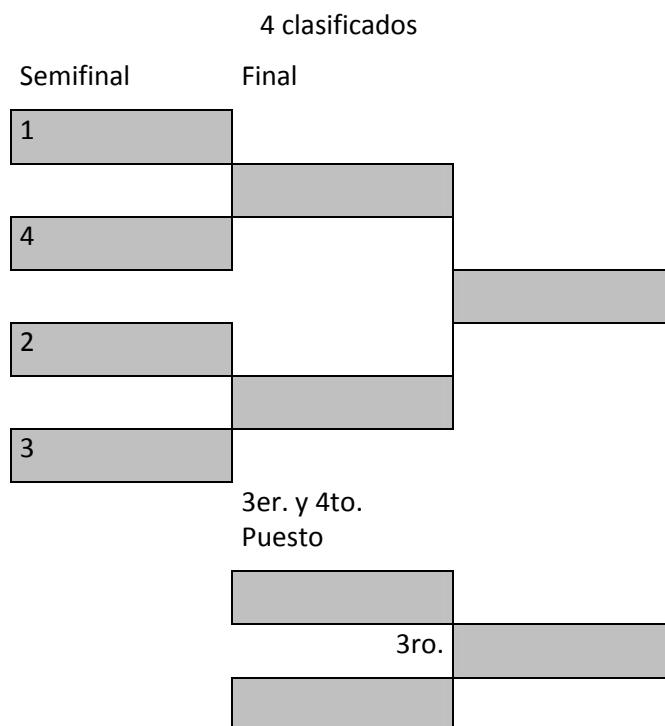 4 clasificados
Semifinal Final
1
4
2
3
3er. y 4to.
Puesto
3ro.